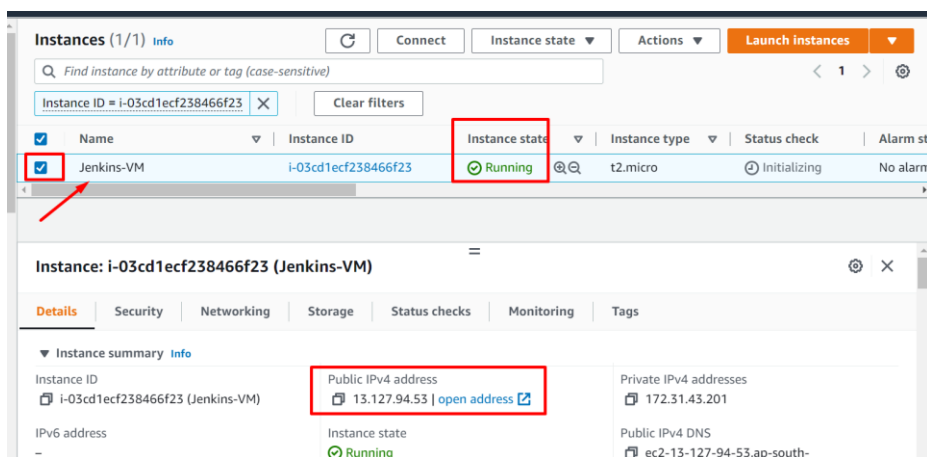 Instances (1/1) Info Connect Instance state Actions Launch instances
Find instance by attribute or tag (case-sensitive) 1
Instance ID = i-03cd1ecf238466f23 Clear filters
Name Instance ID Instance state Instance type Status check Alarm st
Jenkins-VM i-03cd1ecf238466f23 Running t2.micro Initializing No alarm
Instance: i-03cd1ecf238466f23 (Jenkins-VM)
Details Security Networking Storage Status checks Monitoring Tags
Instance summary Info
Instance ID Public IPv4 address Private IPv4 addresses
i-03cd1ecf238466f23 (Jenkins-VM) 13.127.94.53 | open address 172.31.43.201
IPv6 address Instance state Public IPv4 DNS
– Running ec2-13-127-94-53.ap-south-